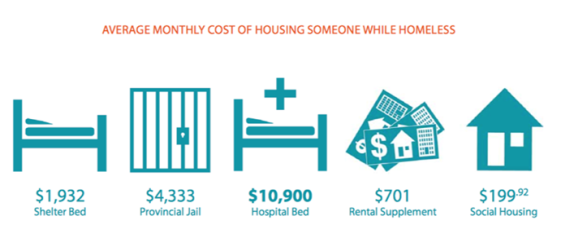 AVERAGE MONTHLY COST OF HOUSING SOMEONE WHILE HOMELESS
$1,932
Shelter Bed
$4,333
Provincial Jail
$10,900
Hospital Bed
$701
Rental Supplement
$199.92
Social Housing